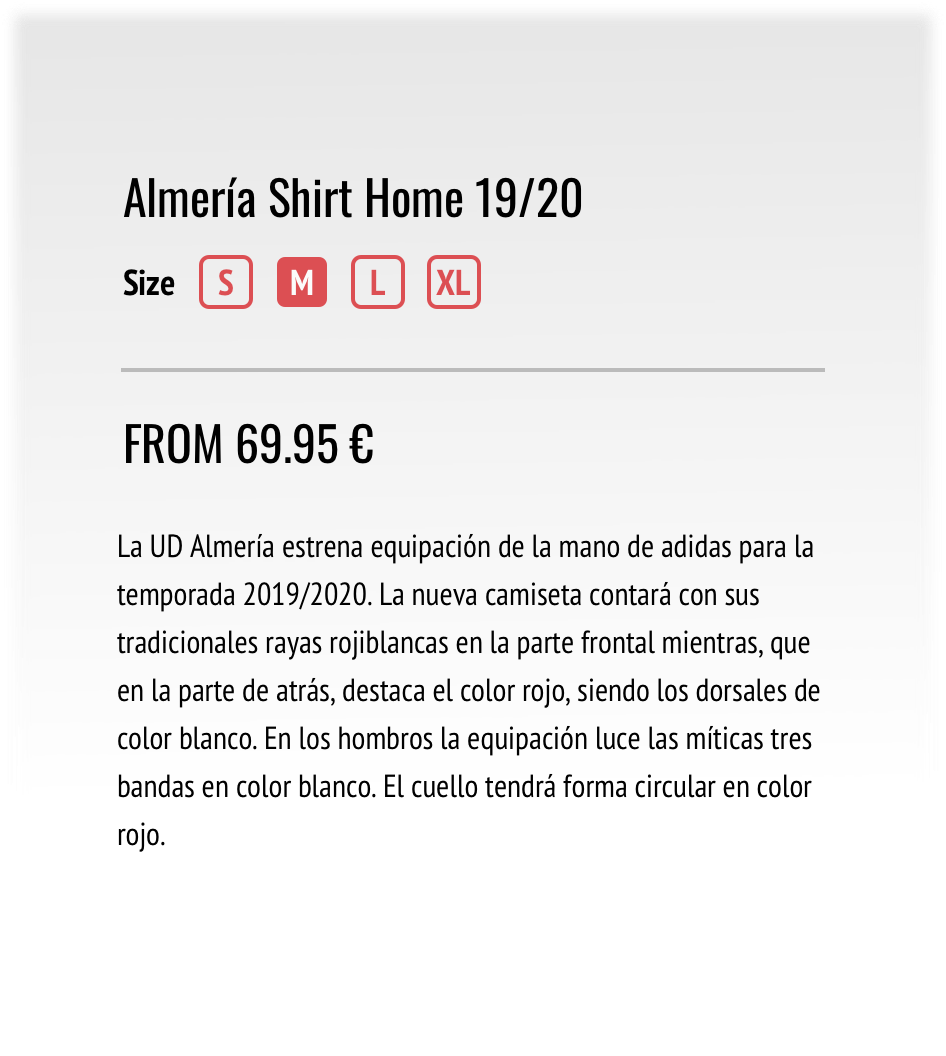 Almería Shirt Home 19/20
Size S M L XL
FROM 69.95 €
La UD Almería estrena equipación de la mano de adidas para la
temporada 2019/2020. La nueva camiseta contará con sus
tradicionales rayas rojiblancas en la parte frontal mientras, que
en la parte de atrás, destaca el color rojo, siendo los dorsales de
color blanco. En los hombros la equipación luce las míticas tres
bandas en color blanco. El cuello tendrá forma circular en color
rojo.